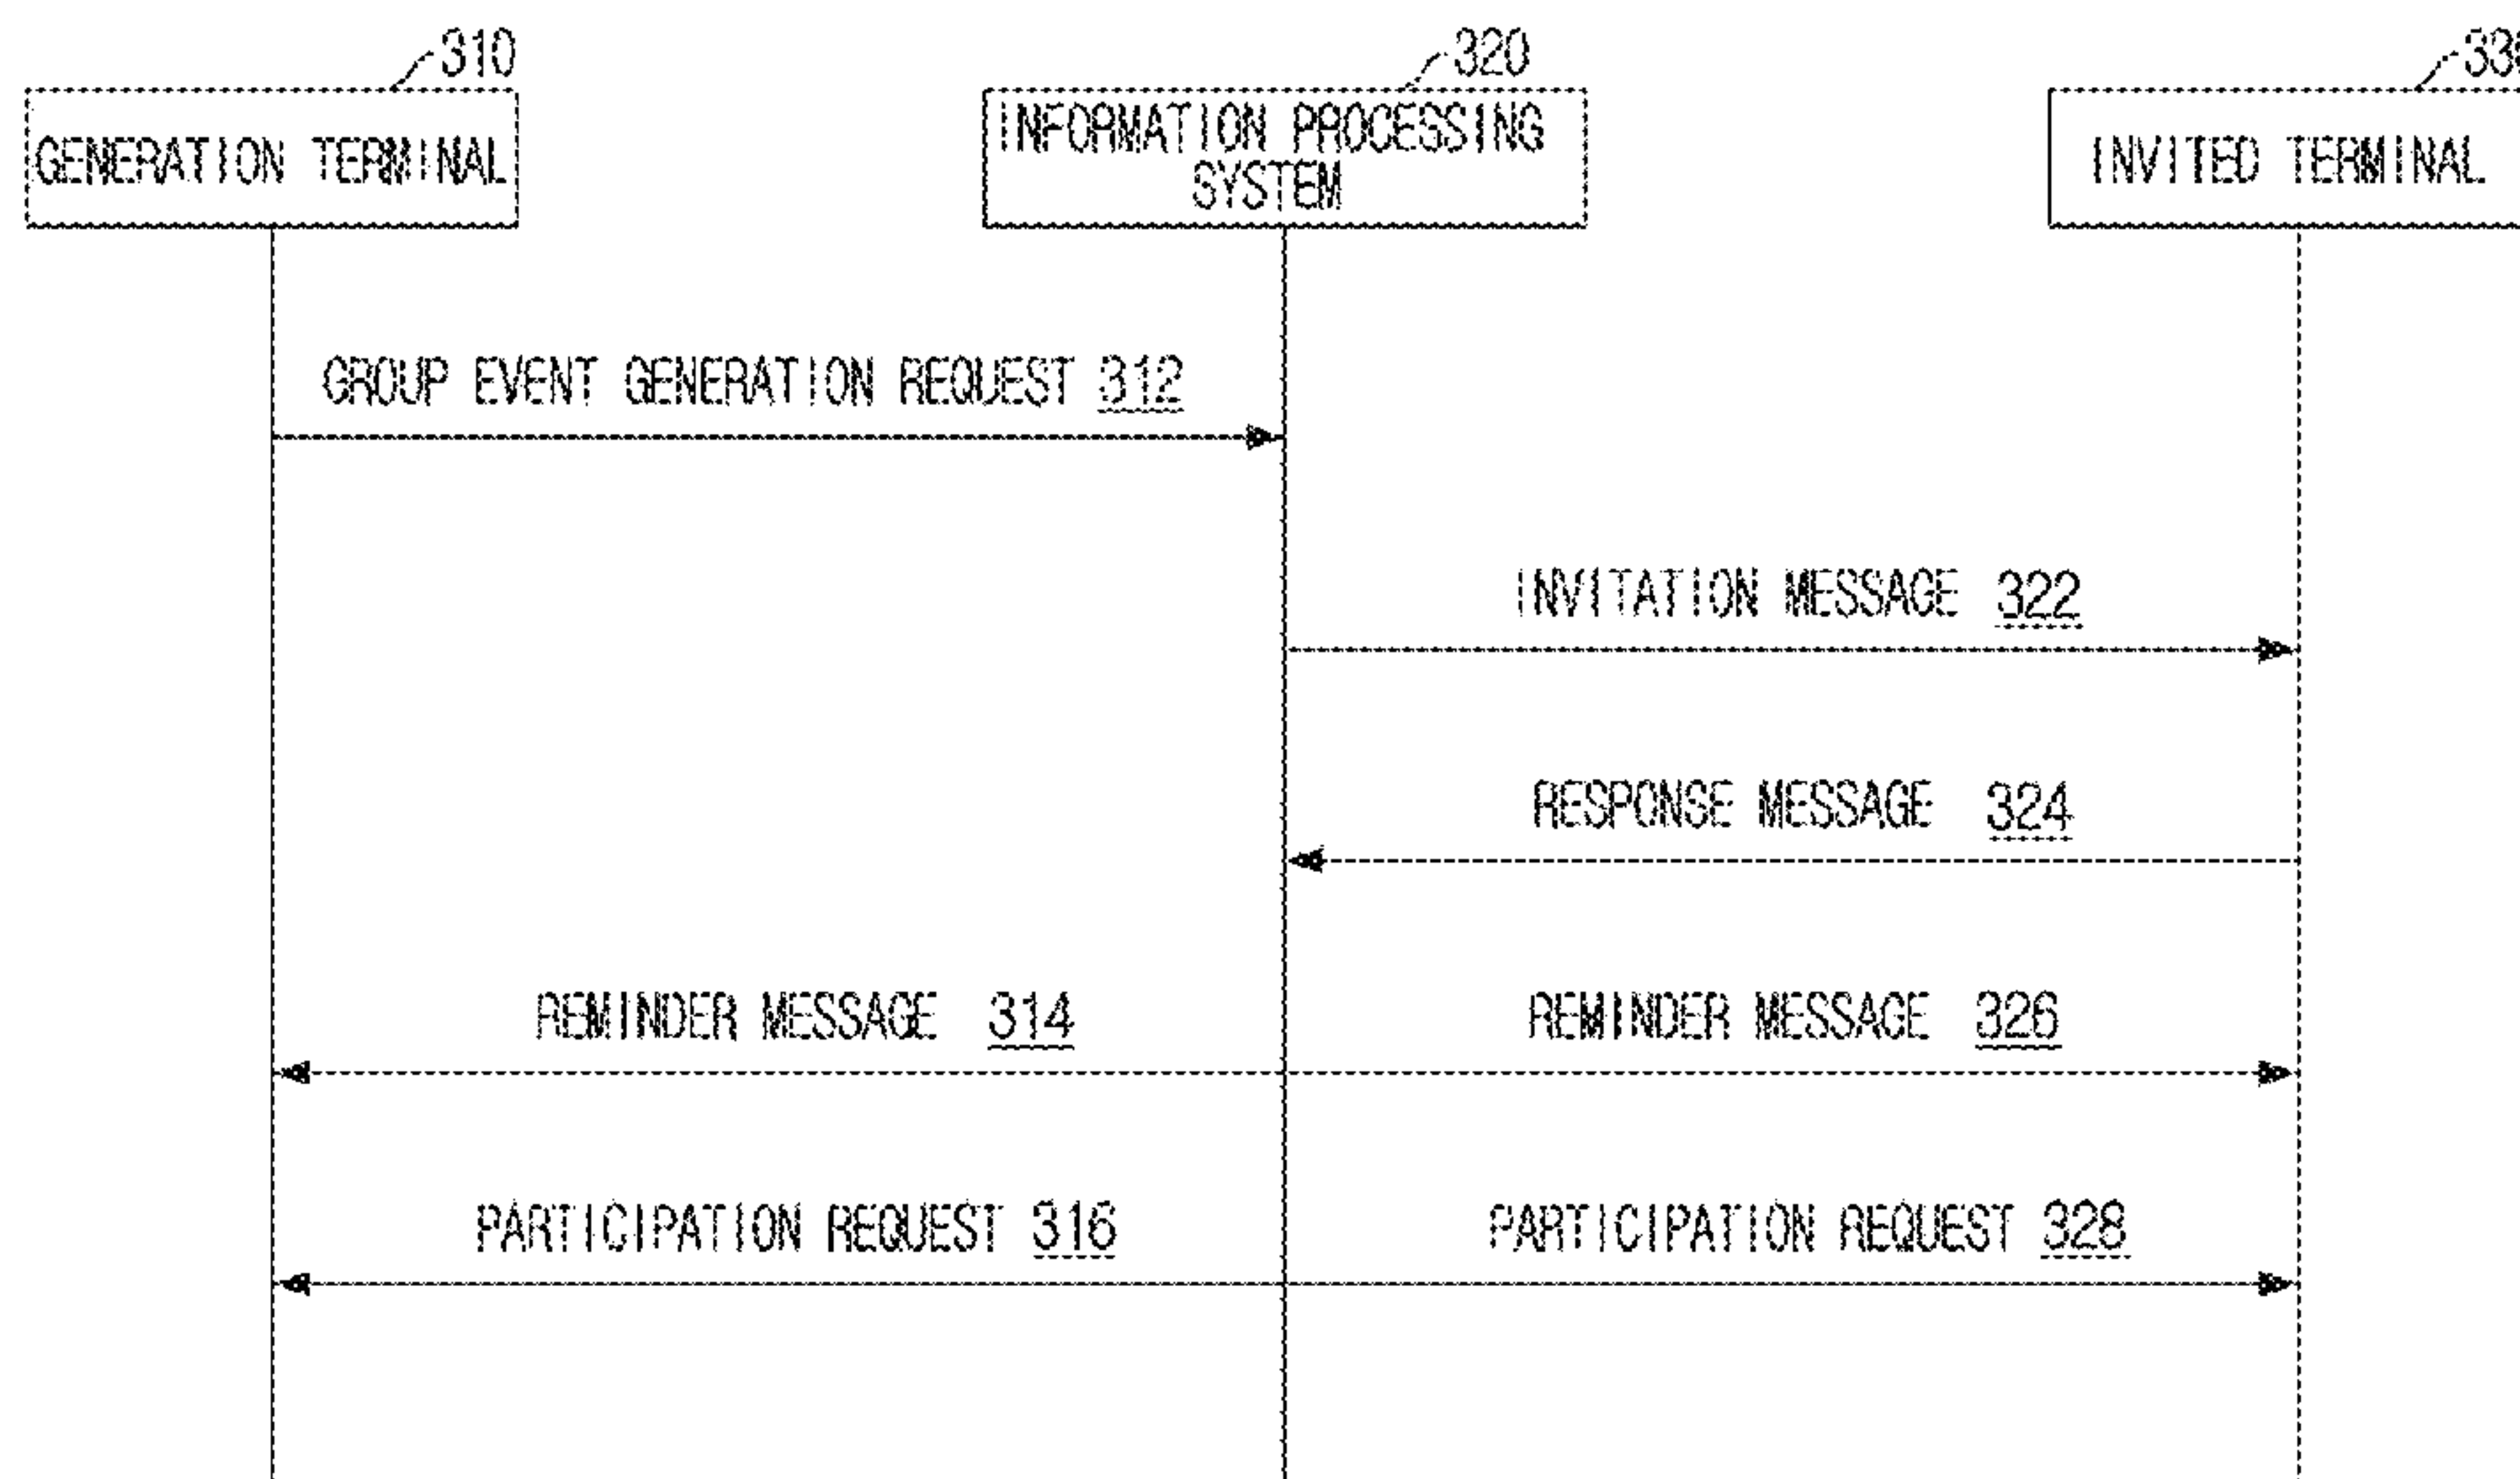 310
320
GENERATION TERMINAL
INFORMATION PROCESSING
SYSTEM
INVITED TERMINAL
GROUP EVENT GENERATION REQUEST 312
INVITATION MESSAGE 322
RESPONSE MESSAGE 324
REMINDER MESSAGE 314
REMINDER MESSAGE 326
PARTICIPATION REQUEST 316
PARTICIPATION REQUEST 328